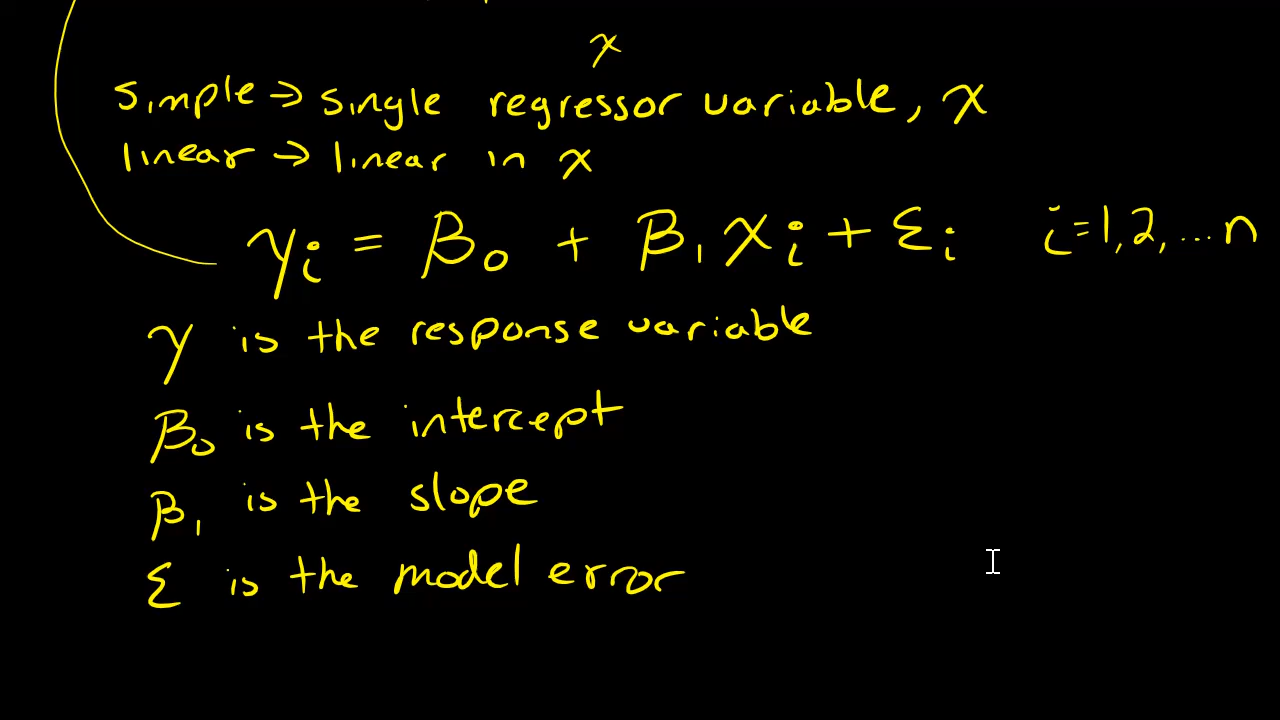 x
simple → single regressor variable, x
linear → linear in x
yᵢ = β₀ + β₁xᵢ + εᵢ i=1,2,...n
y is the response variable
β₀ is the intercept
β₁ is the slope
ε is the model error